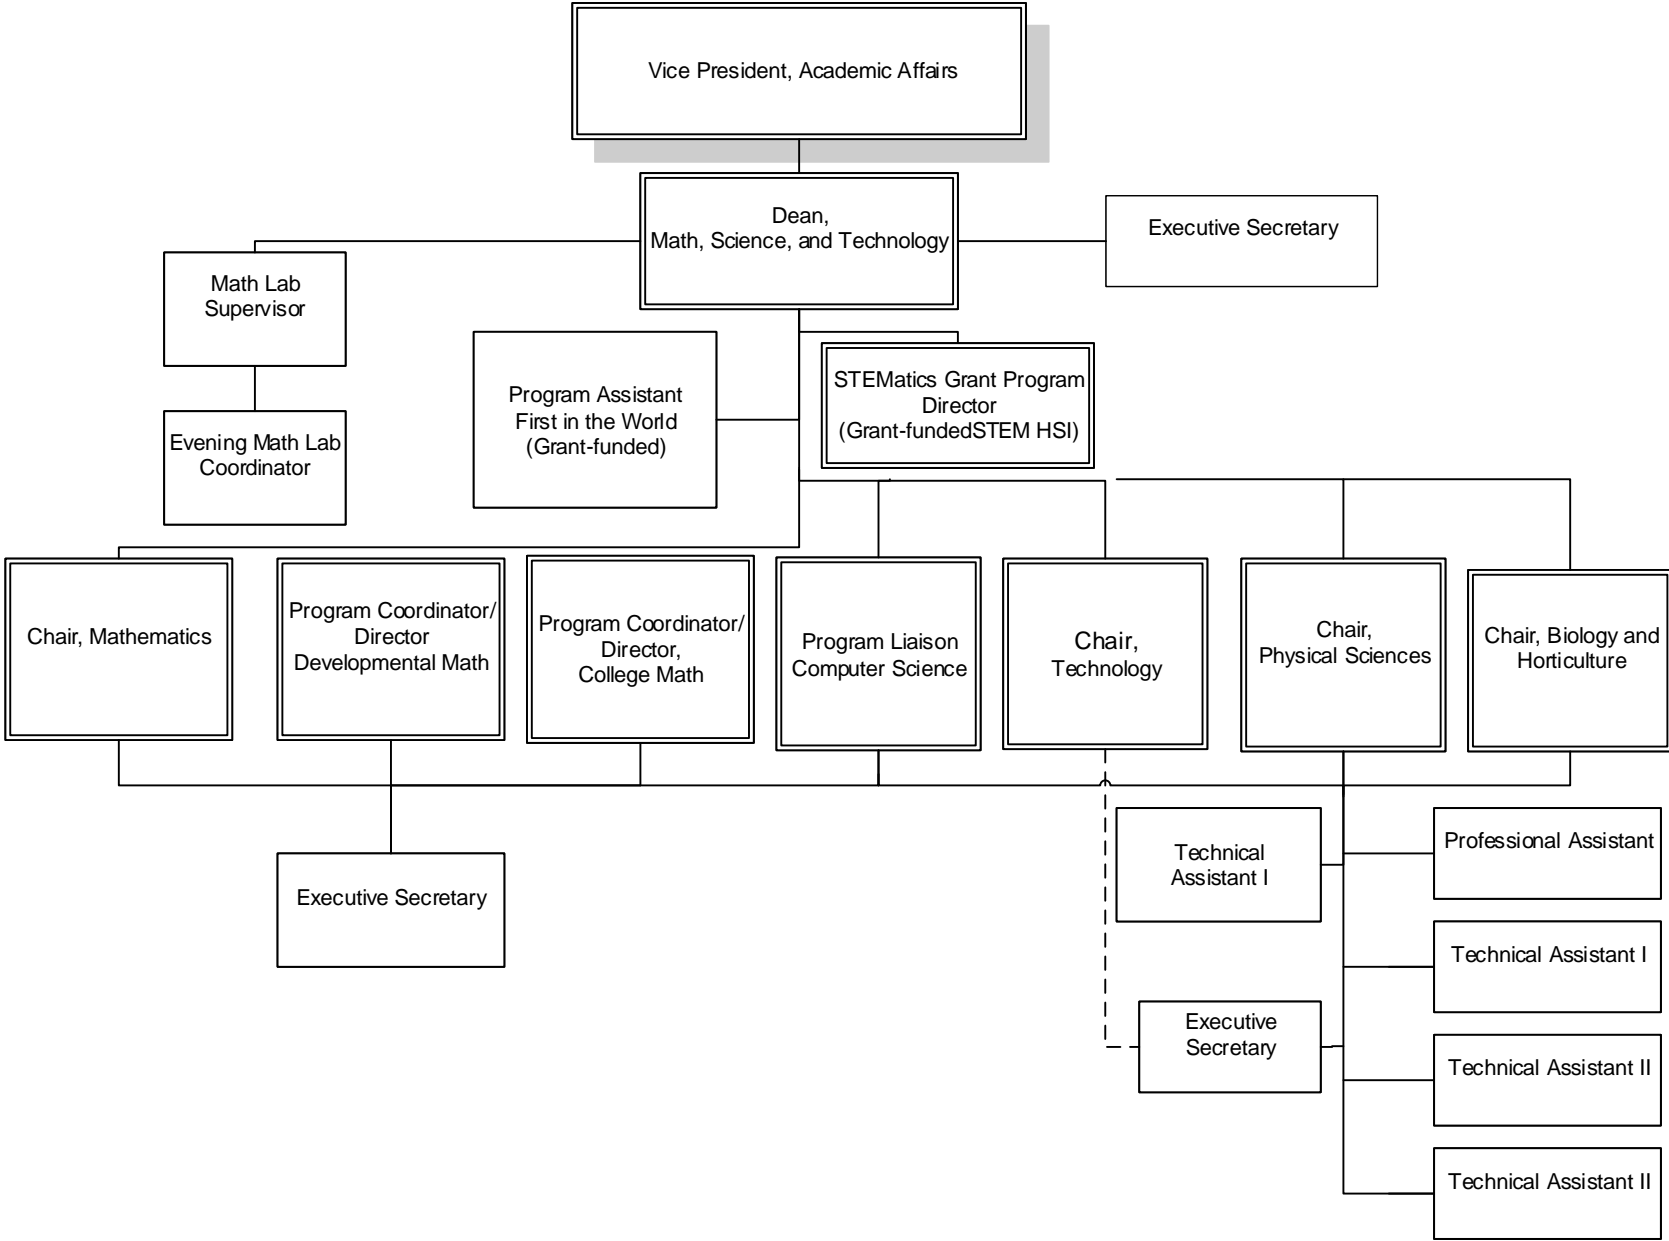 Vice President, Academic Affairs
Dean,
Math, Science, and Technology
Executive Secretary
Math Lab
Supervisor
Evening Math Lab
Coordinator
Program Assistant
First in the World
(Grant-funded)
STEMatics Grant Program
Director
(Grant-fundedSTEM HSI)
Chair, Mathematics
Program Coordinator/
Director
Developmental Math
Program Coordinator/
Director,
College Math
Program Liaison
Computer Science
Chair,
Technology
Chair,
Physical Sciences
Chair, Biology and
Horticulture
Executive Secretary
Technical
Assistant I
Executive
Secretary
Professional Assistant
Technical Assistant I
Technical Assistant II
Technical Assistant II